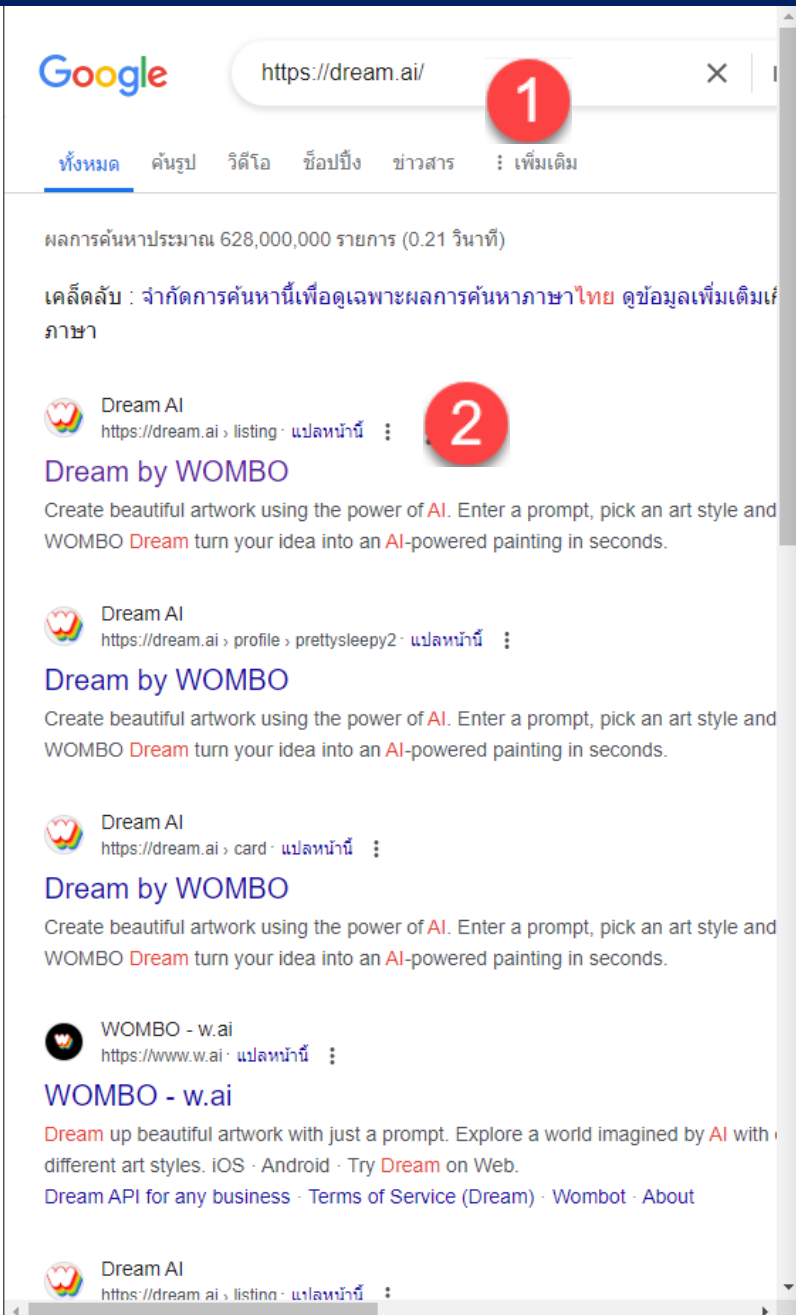 Google
https://dream.ai/
1
ทั้งหมด ค้นรูป วิดีโอ ช็อปปิ้ง ข่าวสาร เพิ่มเติม
ผลการค้นหาประมาณ 628,000,000 รายการ (0.21 วินาที)
เคล็ดลับ : จำกัดการค้นหานี้เพื่อดูเฉพาะผลการค้นหาภาษาไทย ดูข้อมูลเพิ่มเติม
ภาษา
Dream AI
https://dream.ai › listing · แปลหน้านี้
2
Dream by WOMBO
Create beautiful artwork using the power of AI. Enter a prompt, pick an art style and
WOMBO Dream turn your idea into an AI-powered painting in seconds.
Dream AI
https://dream.ai › profile › prettysleepy2 · แปลหน้านี้
Dream by WOMBO
Create beautiful artwork using the power of AI. Enter a prompt, pick an art style and
WOMBO Dream turn your idea into an AI-powered painting in seconds.
Dream AI
https://dream.ai › card · แปลหน้านี้
Dream by WOMBO
Create beautiful artwork using the power of AI. Enter a prompt, pick an art style and
WOMBO Dream turn your idea into an AI-powered painting in seconds.
WOMBO - w.ai
https://www.w.ai · แปลหน้านี้
WOMBO - w.ai
Dream up beautiful artwork with just a prompt. Explore a world imagined by AI with
different art styles. iOS · Android · Try Dream on Web.
Dream API for any business · Terms of Service (Dream) · Wombot · About
Dream AI
https://dream.ai › listing · แปลหน้านี้